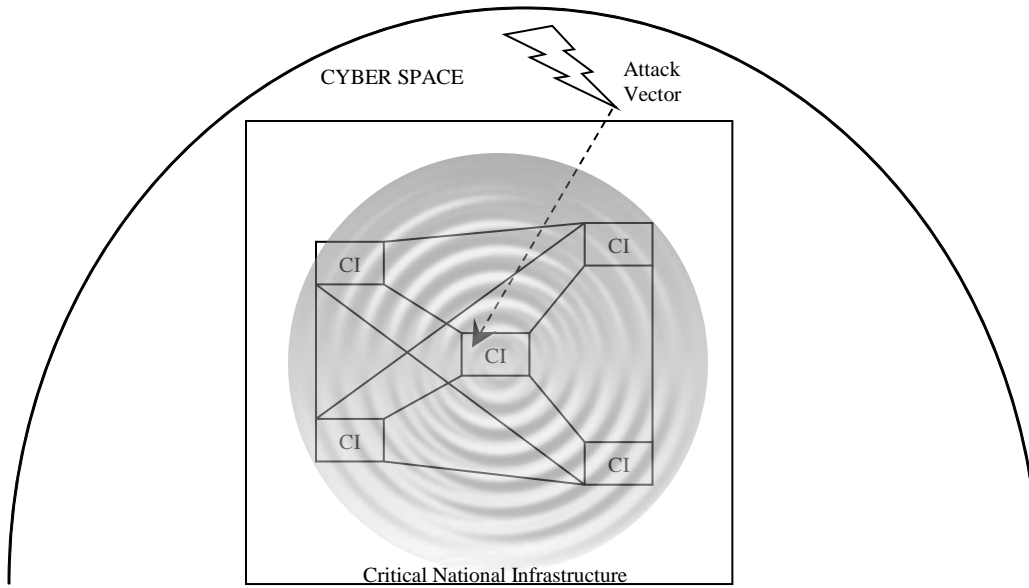 CYBER SPACE
Attack
Vector
CI
CI
CI
CI
CI
Critical National Infrastructure